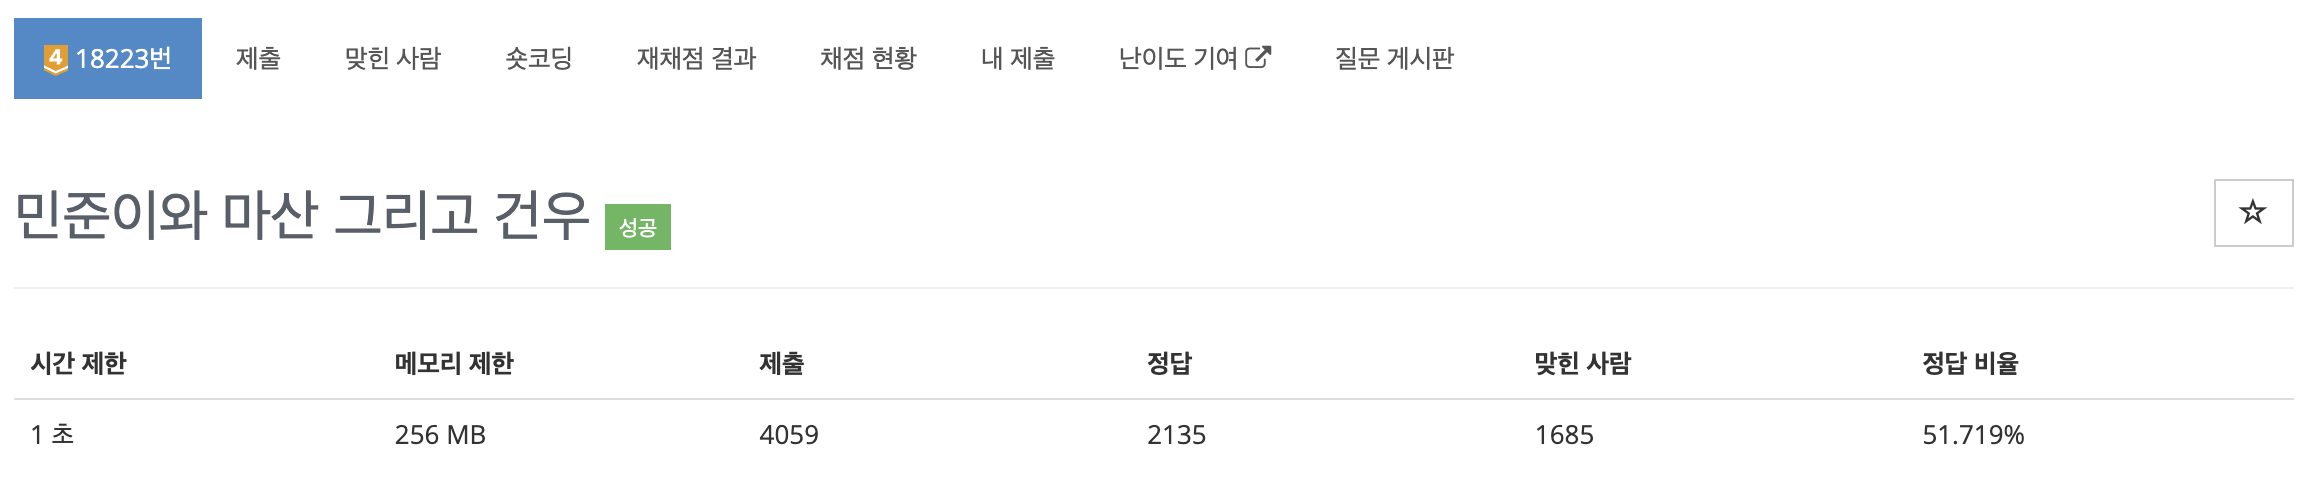 4 18223번 제출 맞힌 사람 숏코딩 재채점 결과 채점 현황 내 제출 난이도 기여 질문 게시판
민준이와 마산 그리고 건우 성공
시간 제한 메모리 제한 제출 정답 맞힌 사람 정답 비율
1 초 256 MB 4059 2135 1685 51.719%